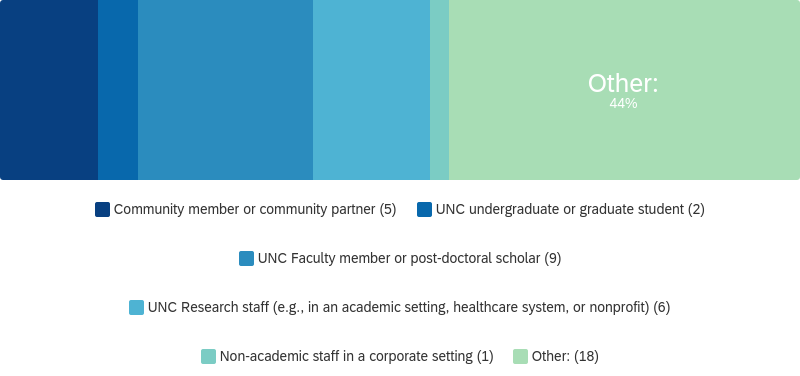 Other:
44%
Community member or community partner (5) UNC undergraduate or graduate student (2)
UNC Faculty member or post-doctoral scholar (9)
UNC Research staff (e.g., in an academic setting, healthcare system, or nonprofit) (6)
Non-academic staff in a corporate setting (1) Other: (18)